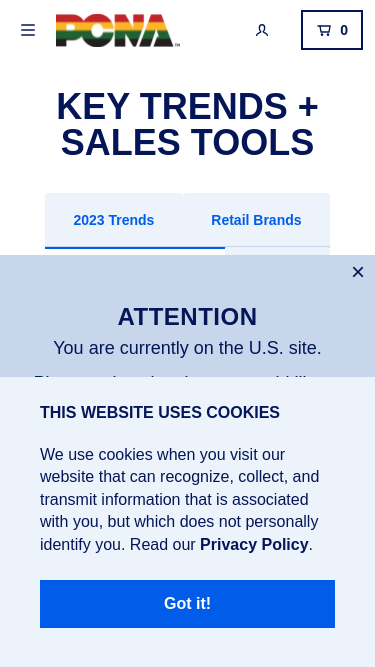 PCNA
0
KEY TRENDS +
SALES TOOLS
2023 Trends
Retail Brands
ATTENTION
You are currently on the U.S. site.
THIS WEBSITE USES COOKIES
We use cookies when you visit our
website that can recognize, collect, and
transmit information that is associated
with you, but which does not personally
identify you. Read our Privacy Policy.
Got it!